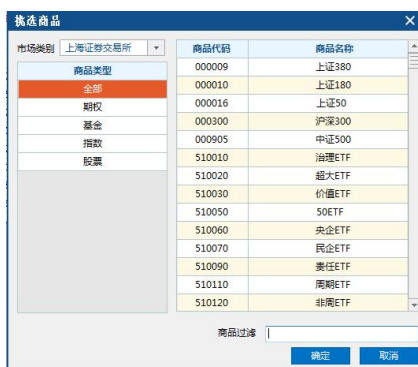 挑选商品
市场类别 上海证券交易所
商品类型
全部
期权
基金
指数
股票
商品代码 商品名称
000009 上证380
000010 上证180
000016 上证50
000300 沪深300
000905 中证500
510010 治理ETF
510020 超大ETF
510030 价值ETF
510050 50ETF
510060 央企ETF
510070 民企ETF
510090 责任ETF
510110 周期ETF
510120 非周ETF
商品过滤
确定 取消